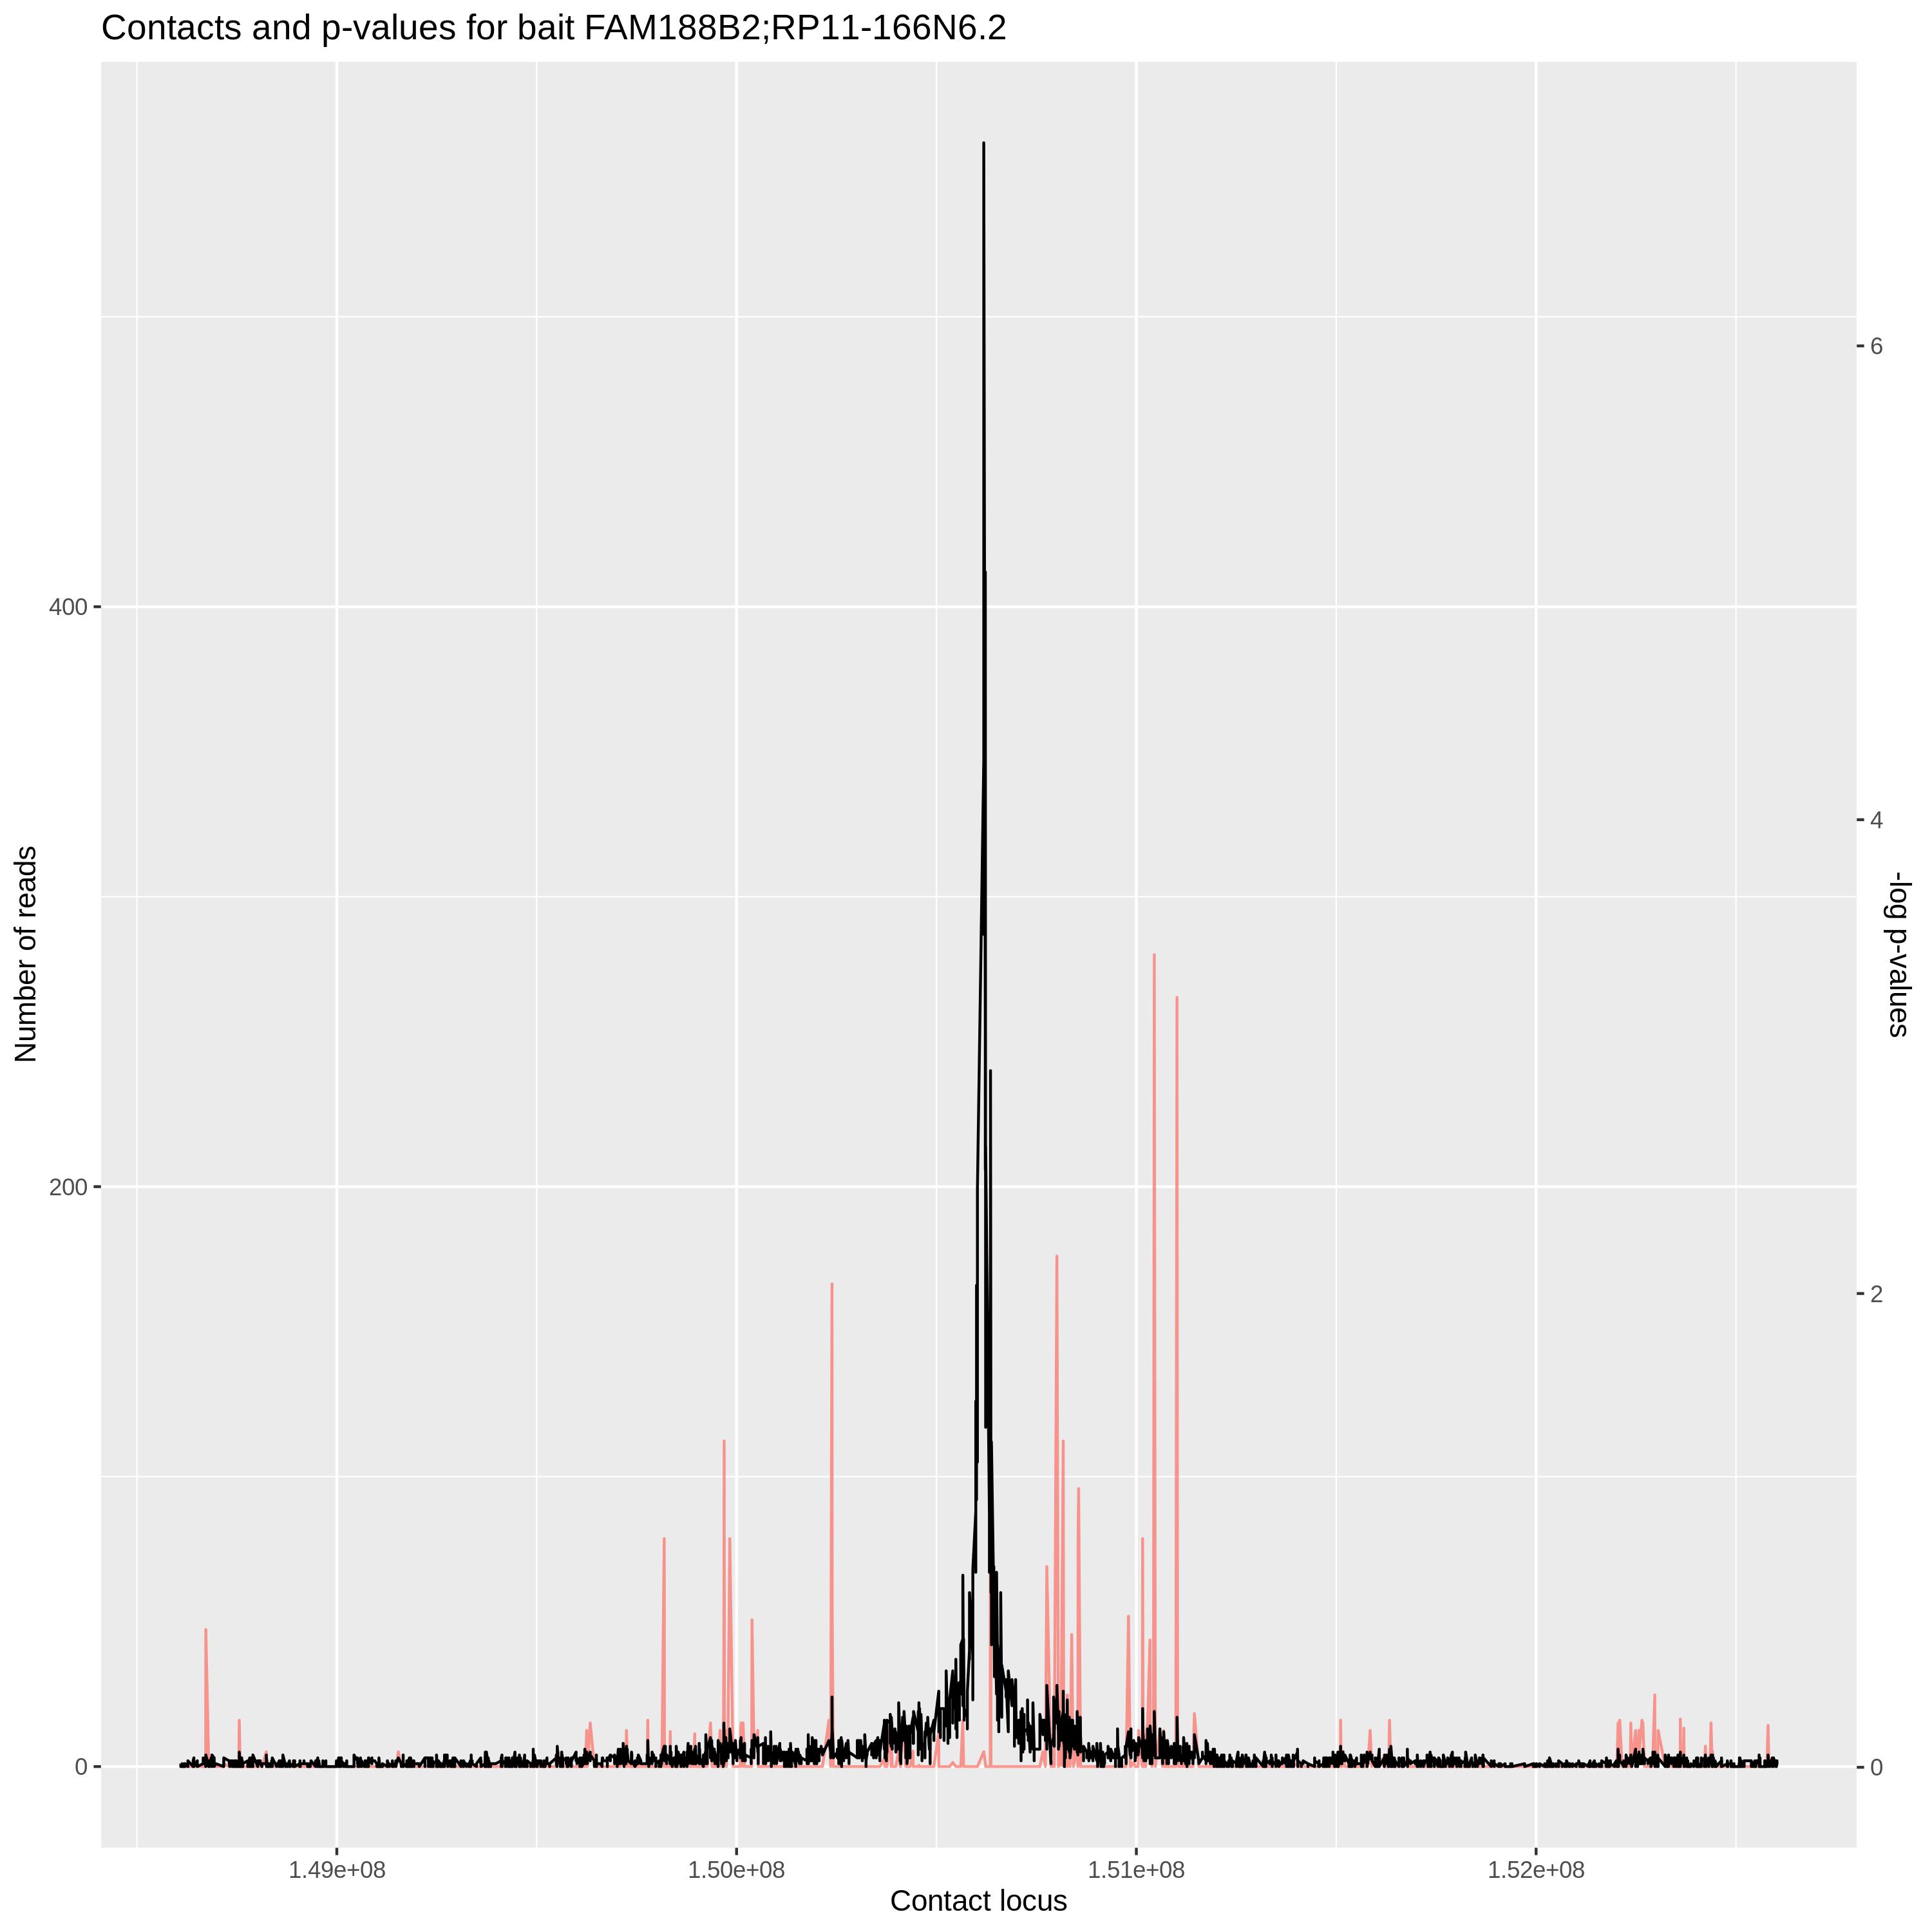 Contacts and p-values for bait FAM188B2;RP11-166N6.2
Number of reads
400
200
0
6
4
2
0
-log p-values
1.49e+08
1.50e+08
1.51e+08
1.52e+08
Contact locus